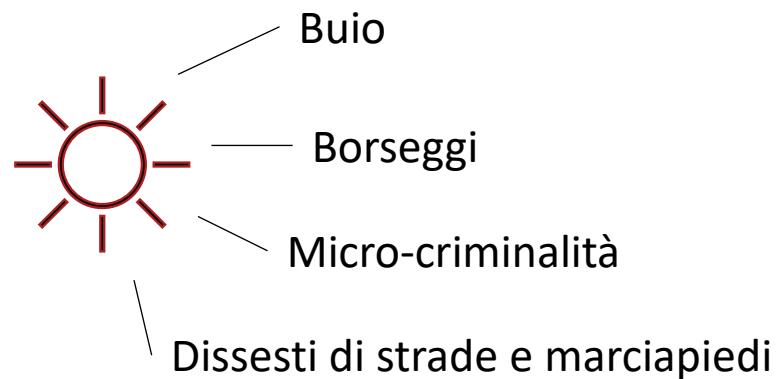 Buio
Borseggi
Micro-criminalità
Dissesti di strade e marciapiedi